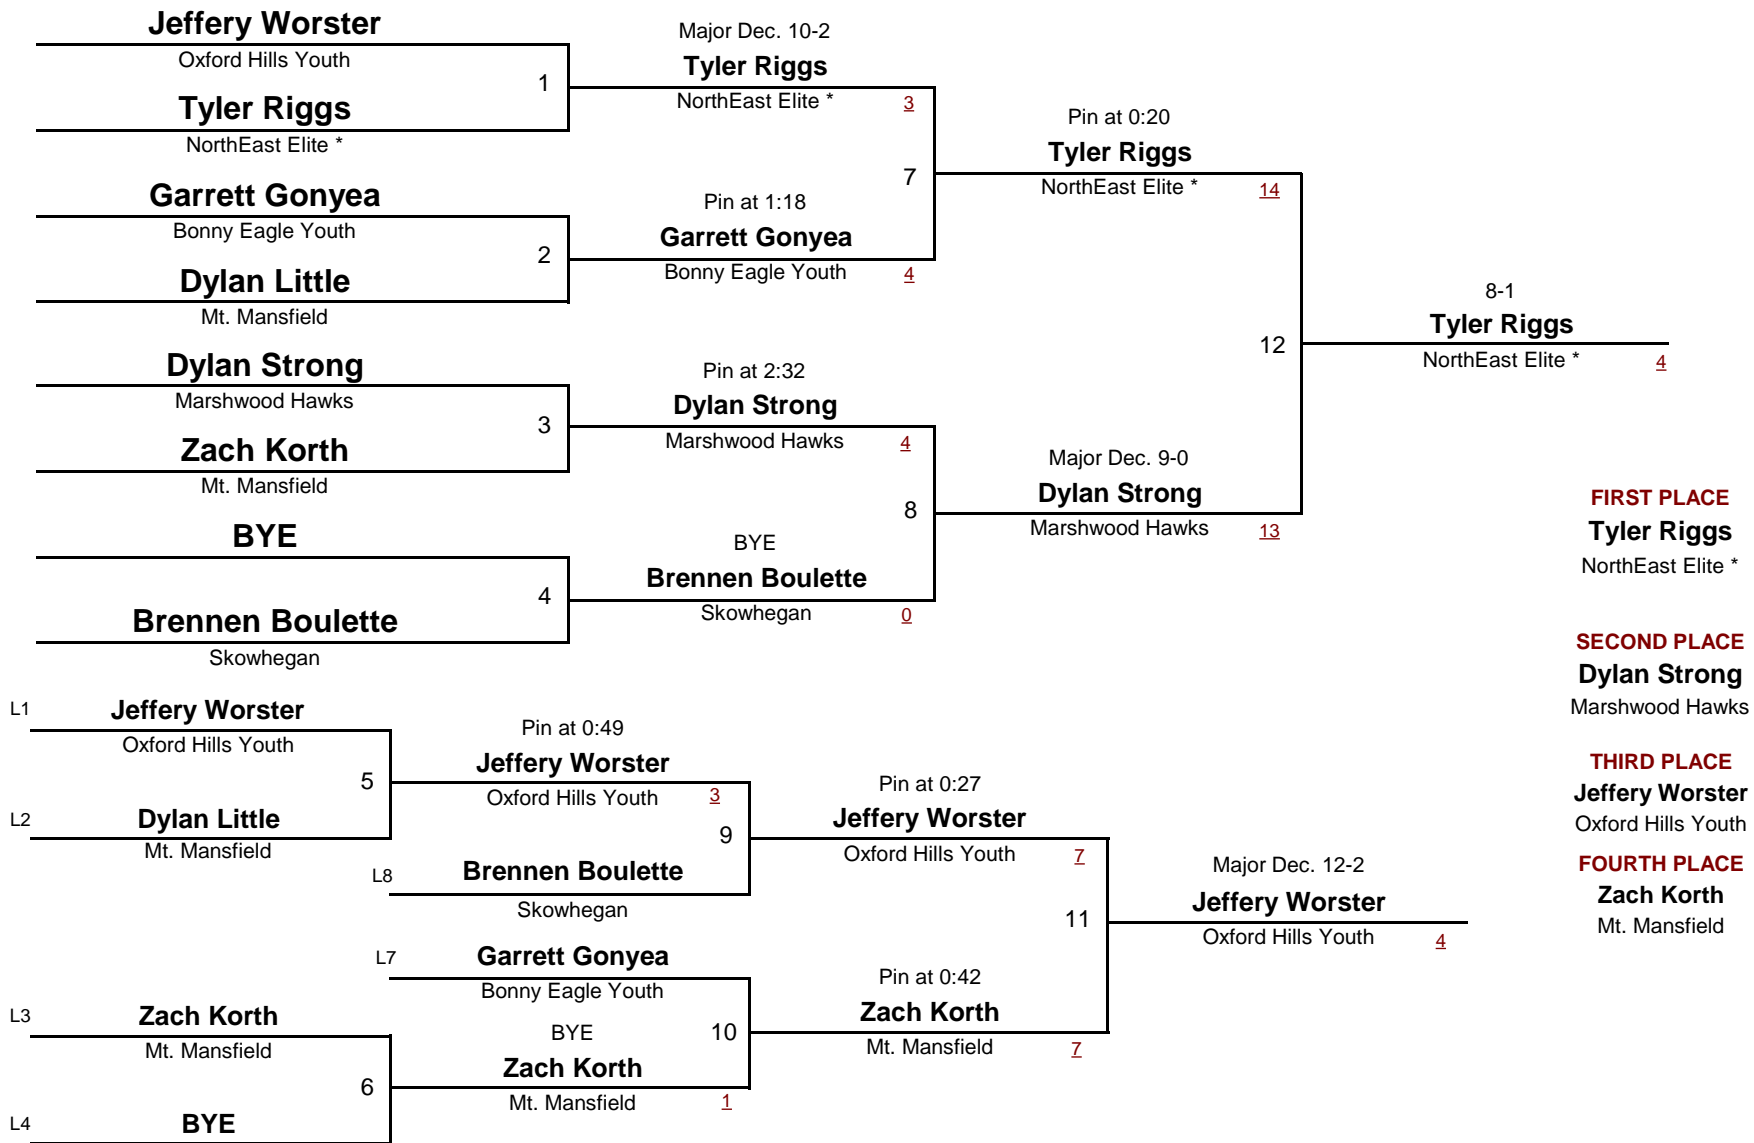 Jeffery Worster
Oxford Hills Youth
1
Tyler Riggs
NorthEast Elite *
Garrett Gonyea
Bonny Eagle Youth
2
Dylan Little
Mt. Mansfield
Dylan Strong
Marshwood Hawks
3
Zach Korth
Mt. Mansfield
BYE
4
Brennen Boulette
Skowhegan
Major Dec. 10-2
Tyler Riggs
NorthEast Elite * 3
7
Pin at 1:18
Garrett Gonyea
Bonny Eagle Youth 4
Pin at 2:32
Dylan Strong
Marshwood Hawks 4
8
BYE
Brennen Boulette
Skowhegan 0
Pin at 0:20
Tyler Riggs
NorthEast Elite * 14
12
Major Dec. 9-0
Dylan Strong
Marshwood Hawks 13
8-1
Tyler Riggs
NorthEast Elite * 4
FIRST PLACE
Tyler Riggs
NorthEast Elite *
SECOND PLACE
Dylan Strong
Marshwood Hawks
THIRD PLACE
Jeffery Worster
Oxford Hills Youth
FOURTH PLACE
Zach Korth
Mt. Mansfield
L1 Jeffery Worster
Oxford Hills Youth
5
L2 Dylan Little
Mt. Mansfield
L3 Zach Korth
Mt. Mansfield
6
L4 BYE
Pin at 0:49
Jeffery Worster
Oxford Hills Youth 3
9
L8 Brennen Boulette
Skowhegan
L7 Garrett Gonyea
Bonny Eagle Youth
BYE 10
Zach Korth
Mt. Mansfield 1
Pin at 0:27
Jeffery Worster
Oxford Hills Youth 7
11
Pin at 0:42
Zach Korth
Mt. Mansfield 7
Major Dec. 12-2
Jeffery Worster
Oxford Hills Youth 4